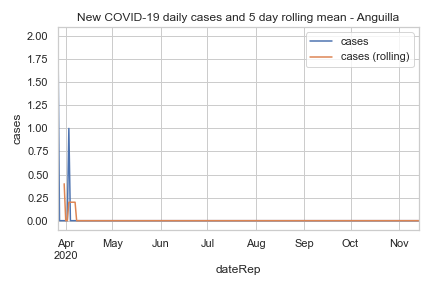 New COVID-19 daily cases and 5 day rolling mean - Anguilla
cases
cases (rolling)
2.00
1.75
1.50
1.25
1.00
0.75
0.50
0.25
0.00
cases
Apr
2020
May
Jun
Jul
Aug
Sep
Oct
Nov
dateRep